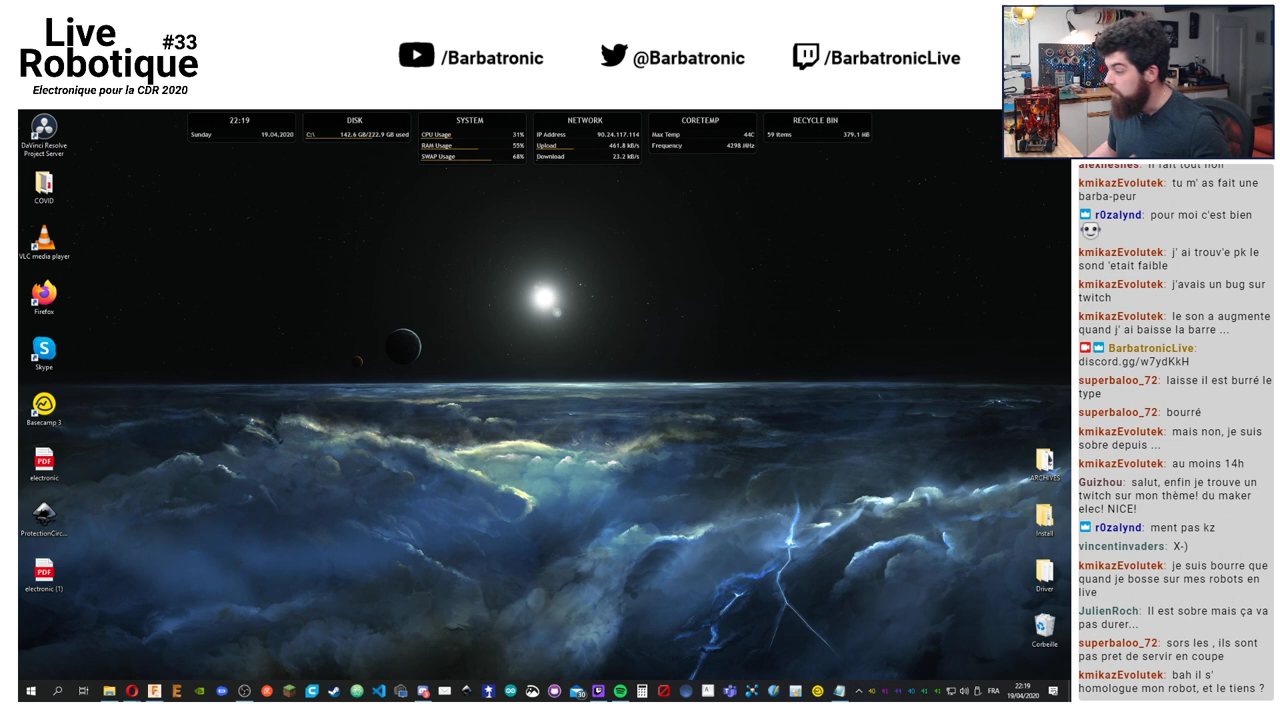 Live
Robotique #33
Electronique pour la CDR 2020
/Barbatronic
@Barbatronic
/BarbatronicLive
22:19
Sunday 19.04.2020
DISK
C:\ 142.6 GB/222.9 GB used
SYSTEM
CPU Usage 31%
RAM Usage 55%
SWAP Usage 68%
NETWORK
IP Address 90.24.117.114
Upload 461.8 kB/s
Download 23.2 kB/s
CORETEMP
Max Temp 44C
Frequency 4298 MHz
RECYCLE BIN
59 Items 379.1 MB
DaVinci Resolve
Project Server
COVID
VLC media player
Firefox
Skype
Basecamp 3
PDF
electronic
ProtectionCirc...
PDF
electronic (1)
ARCHIVES
Install
Driver
Corbeille
kmikazEvolutek: tu m' as fait une
barba-peur
r0zalynd: pour moi c'est bien
kmikazEvolutek: j' ai trouv'e pk le
sond 'etait faible
kmikazEvolutek: j'avais un bug sur
twitch
kmikazEvolutek: le son a augmente
quand j' ai baisse la barre ...
BarbatronicLive:
discord.gg/w7ydKkH
superbaloo_72: laisse il est burré le
type
superbaloo_72: bourré
kmikazEvolutek: mais non, je suis
sobre depuis ...
kmikazEvolutek: au moins 14h
Guizhou: salut, enfin je trouve un
twitch sur mon thème! du maker
elec! NICE!
r0zalynd: ment pas kz
vincentinvaders: X-)
kmikazEvolutek: je suis bourre que
quand je bosse sur mes robots en
live
JulienRoch: Il est sobre mais ça va
pas durer...
superbaloo_72: sors les , ils sont
pas pret de servir en coupe
kmikazEvolutek: bah il s'
homologue mon robot, et le tiens ?
FRA
22:19
19/04/2020